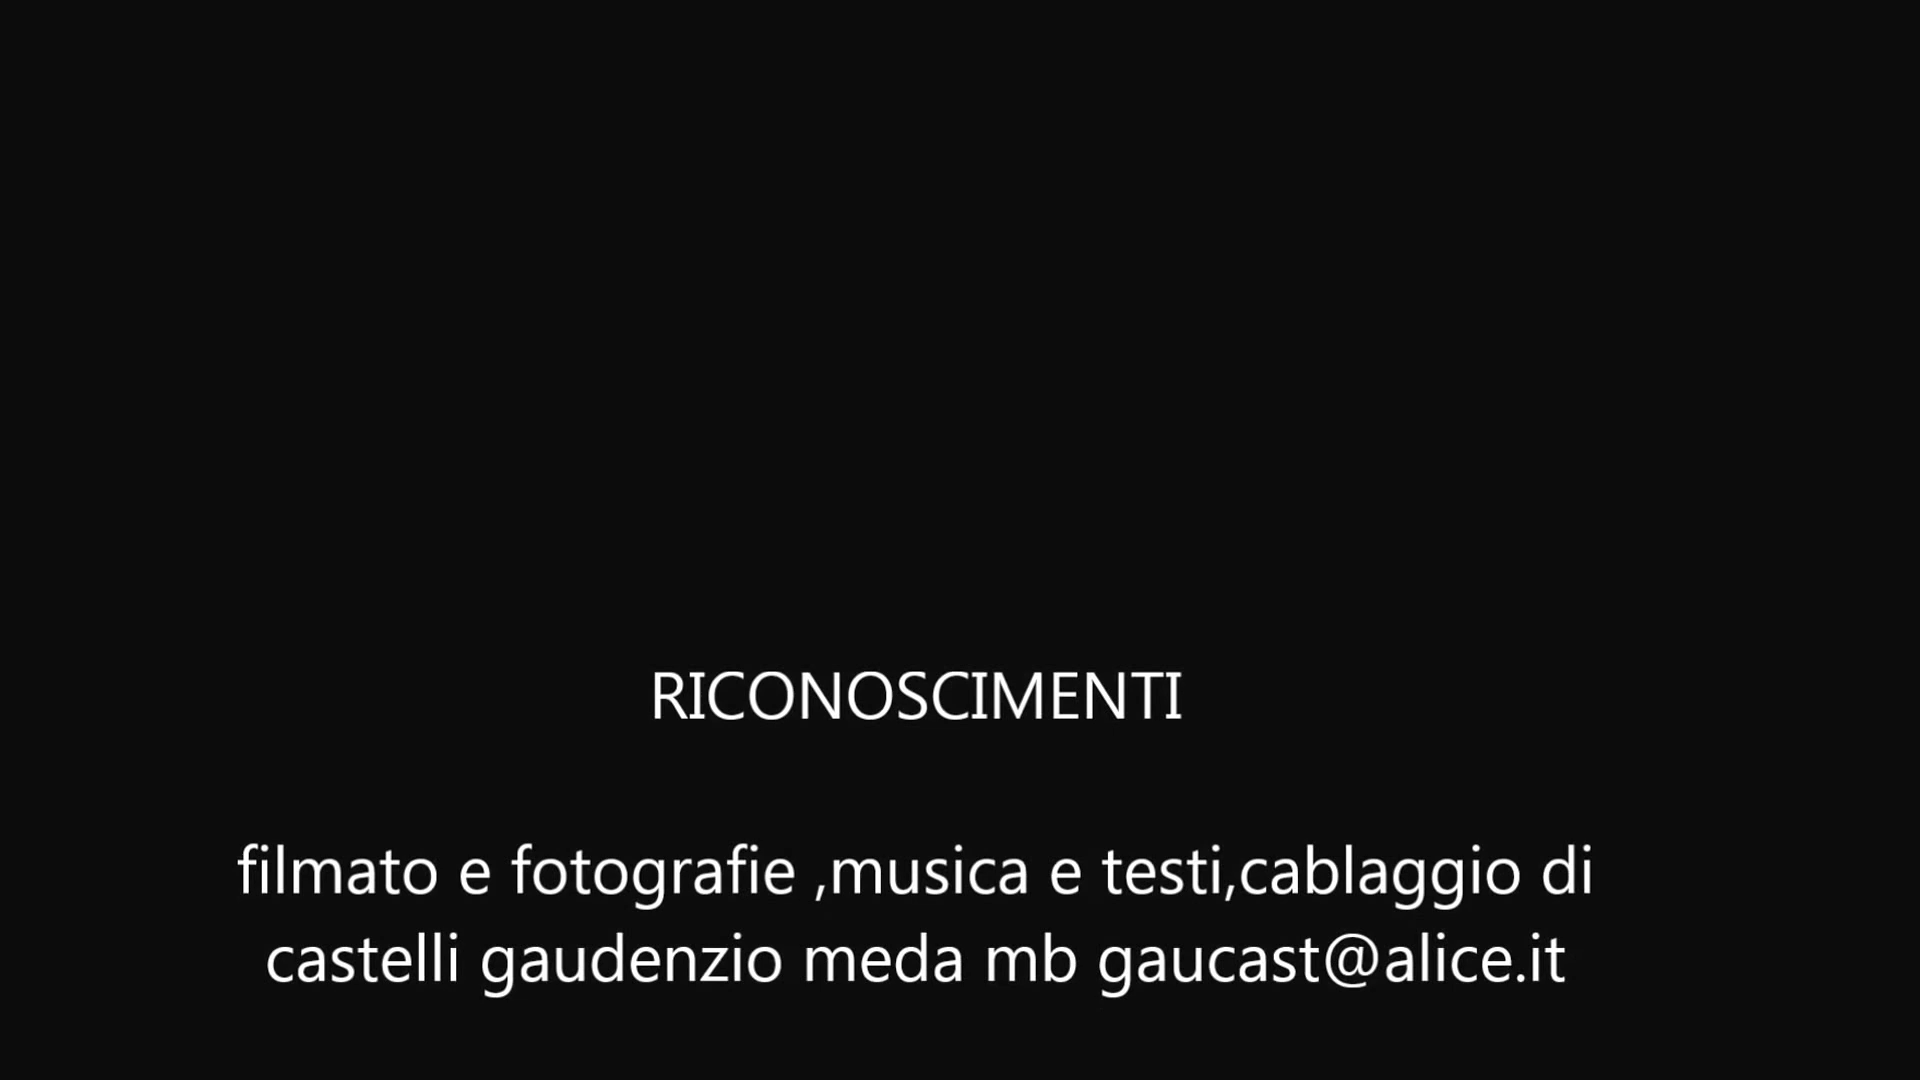 RICONOSCIMENTI
filmato e fotografie ,musica e testi,cablaggio di
castelli gaudenzio meda mb gaucast@alice.it